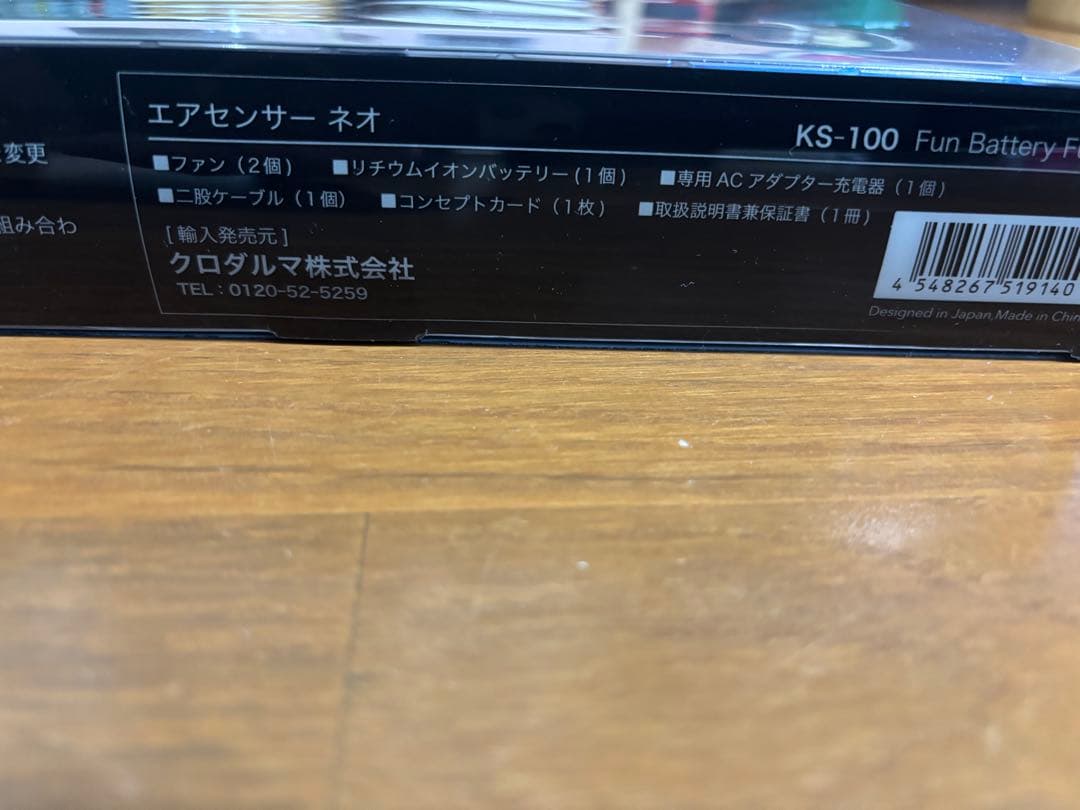 エアセンサー ネオ
KS-100 Fun Battery
変更
■ファン（2個） ■リチウムイオンバッテリー（1個） ■専用ACアダプター充電器（1個）
■二股ケーブル（1個） ■コンセプトカード（1枚） ■取扱説明書兼保証書（1冊）
組み合わ
［輸入発売元］
クロダルマ株式会社
TEL：0120-52-5259
4 548267 519140
Designed in Japan,Made in